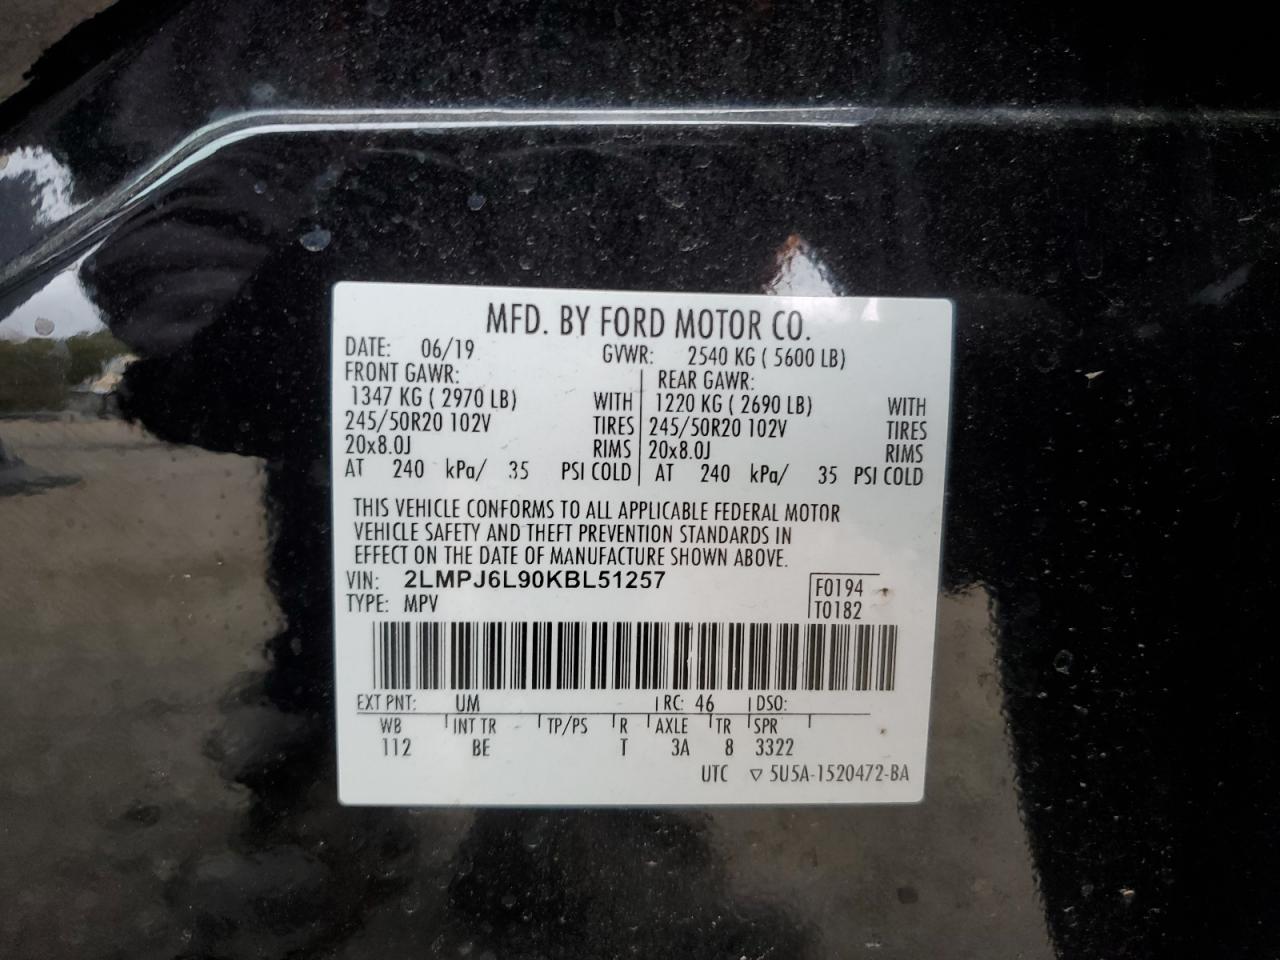 MFD. BY FORD MOTOR CO.
DATE: 06/19 GVWR: 2540 KG ( 5600 LB)
FRONT GAWR: REAR GAWR:
1347 KG ( 2970 LB) WITH 1220 KG ( 2690 LB) WITH
245/50R20 102V TIRES 245/50R20 102V TIRES
20x8.0J RIMS 20x8.0J RIMS
AT 240 kPa/ 35 PSI COLD AT 240 kPa/ 35 PSI COLD
THIS VEHICLE CONFORMS TO ALL APPLICABLE FEDERAL MOTOR
VEHICLE SAFETY AND THEFT PREVENTION STANDARDS IN
EFFECT ON THE DATE OF MANUFACTURE SHOWN ABOVE.
VIN: 2LMPJ6L90KBL51257 F0194
TYPE: MPV T0182
EXT PNT: UM RC: 46 DSO:
WB INT TR TP/PS R AXLE TR SPR
112 BE T 3A 8 3322
UTC ▽ 5U5A-1520472-BA